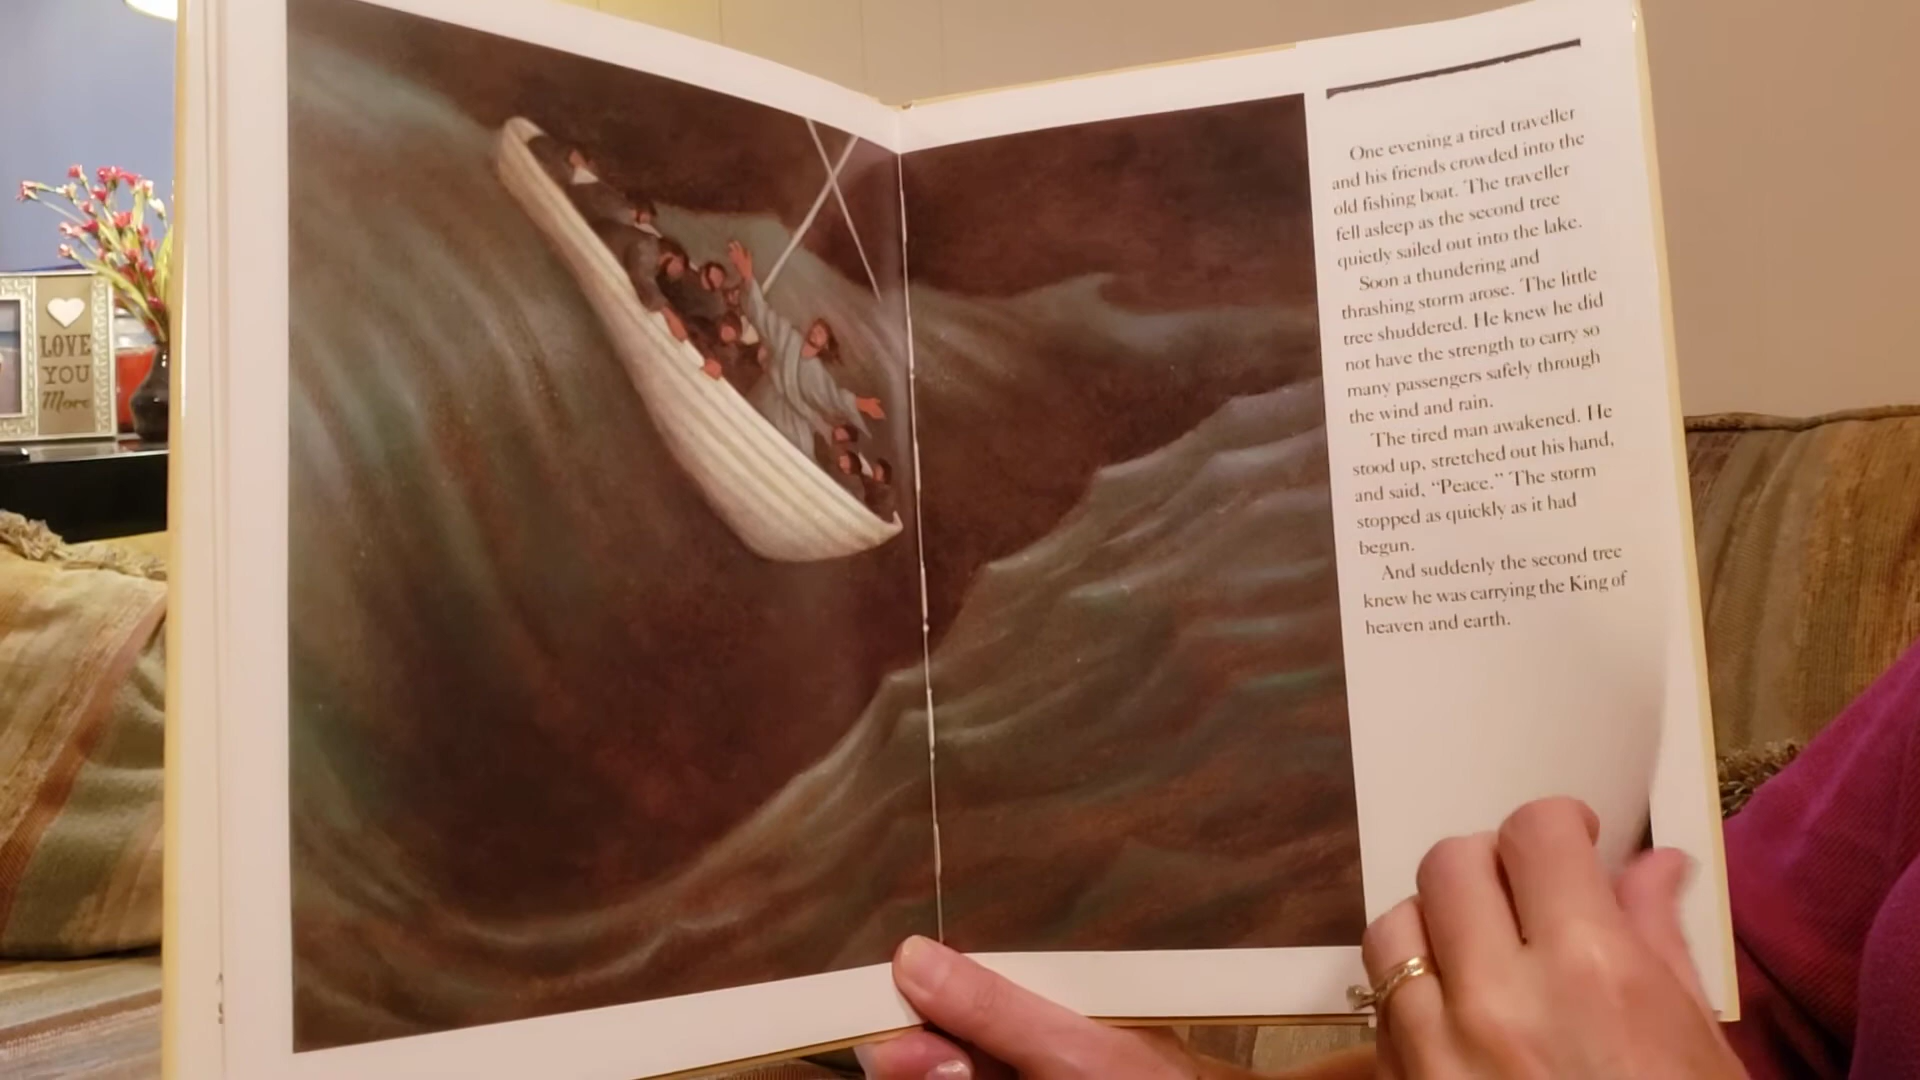 LOVE
YOU
More
One evening a tired traveller
and his friends crowded into the
old fishing boat. The traveller
fell asleep as the second tree
quietly sailed out into the lake.
Soon a thundering and
thrashing storm arose. The little
tree shuddered. He knew he did
not have the strength to carry so
many passengers safely through
the wind and rain.
The tired man awakened. He
stood up, stretched out his hand,
and said, “Peace.” The storm
stopped as quickly as it had
begun.
And suddenly the second tree
knew he was carrying the King of
heaven and earth.